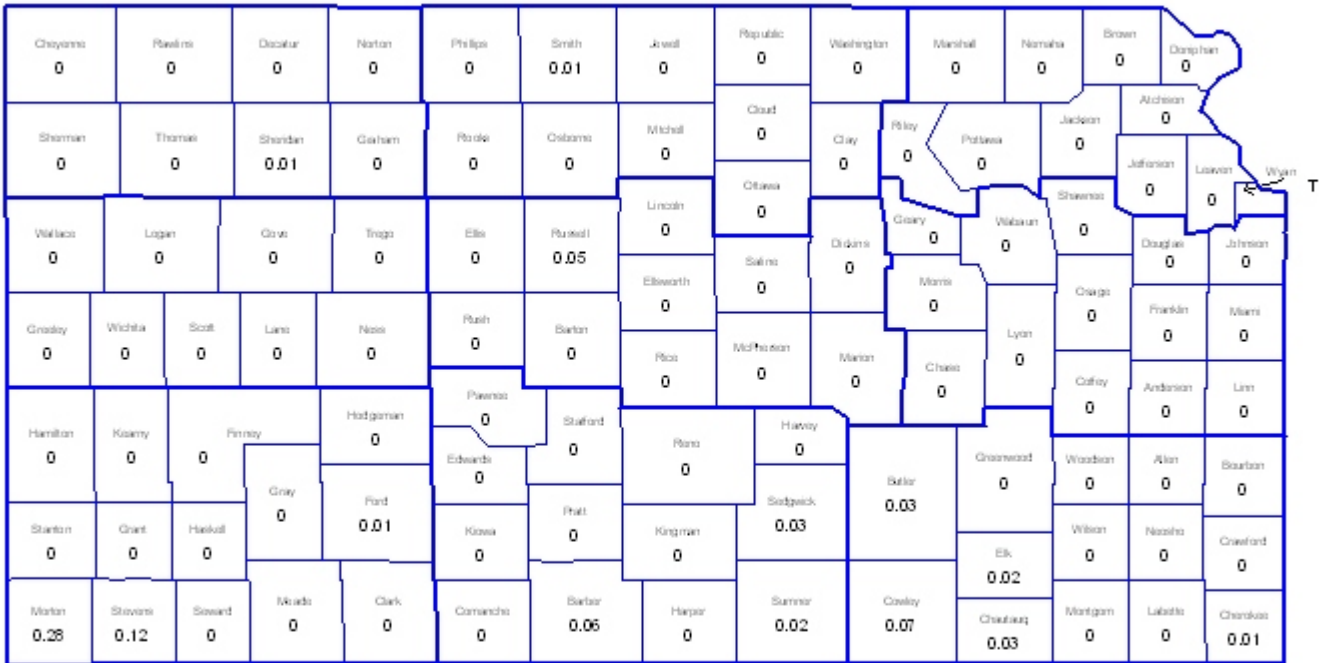 Cheyenne Rawlins Decatur Norton Phillips Smith Jewell Republic Washington Marshall Nemaha Brown Doniphan
0 0 0 0 0 0.01 0 0 0 0 0 0 0
Sherman Thomas Sheridan Graham Rooks Osborne Mitchell Cloud Clay Riley Pottawa Jackson Atchison
0 0 0.01 0 0 0 0 0 0 0 0 0 0
Ottawa Jefferson Leaven Wyan T
0 0 0
Wallace Logan Gove Trego Ellis Russell Lincoln Saline Dickins Geary Wabaun Shawnee Douglas Johnson
0 0 0 0 0 0.05 0 0 0 0 0 0 0 0
Ellsworth Morris Osage
0 0 0
Greeley Wichita Scott Lane Ness Rush Barton Rice McPherson Marion Chase Lyon Franklin Miami
0 0 0 0 0 0 0 0 0 0 0 0 0 0
Coffey Anderson Linn
0 0 0
Hamilton Kearny Finney Hodgeman Pawnee Stafford Reno Harvey
0 0 0 0 0 0 0 0
Gray Ford Edwards Pratt Sedgwick Butler Greenwood Woodson Allen Bourbon
0 0.01 0 0 0.03 0.03 0 0 0 0
Stanton Grant Haskell Kiowa Kingman Elk Wilson Neosho Crawford
0 0 0 0 0 0.02 0 0 0
Morton Stevens Seward Meade Clark Comanche Barber Harper Sumner Cowley Chautauq Montgom Labette Cherokee
0.28 0.12 0 0 0 0 0.06 0 0.02 0.07 0.03 0 0 0.01